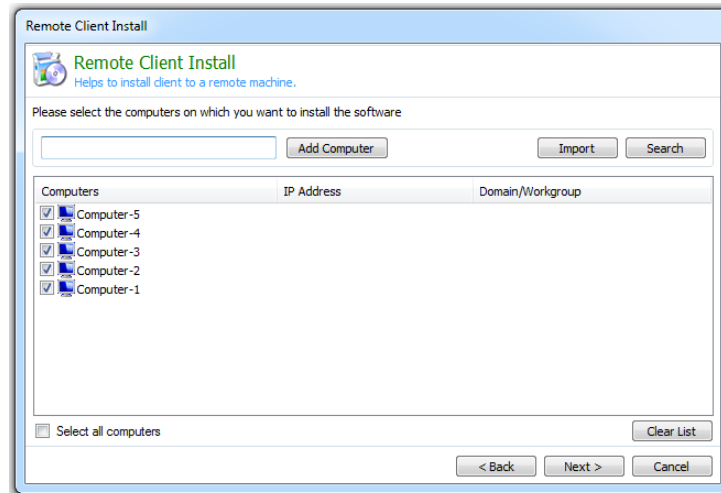 Remote Client Install
Remote Client Install
Helps to install client to a remote machine.
Please select the computers on which you want to install the software
Add Computer Import Search
Computers IP Address Domain/Workgroup
Computer-5
Computer-4
Computer-3
Computer-2
Computer-1
Select all computers Clear List
< Back Next > Cancel